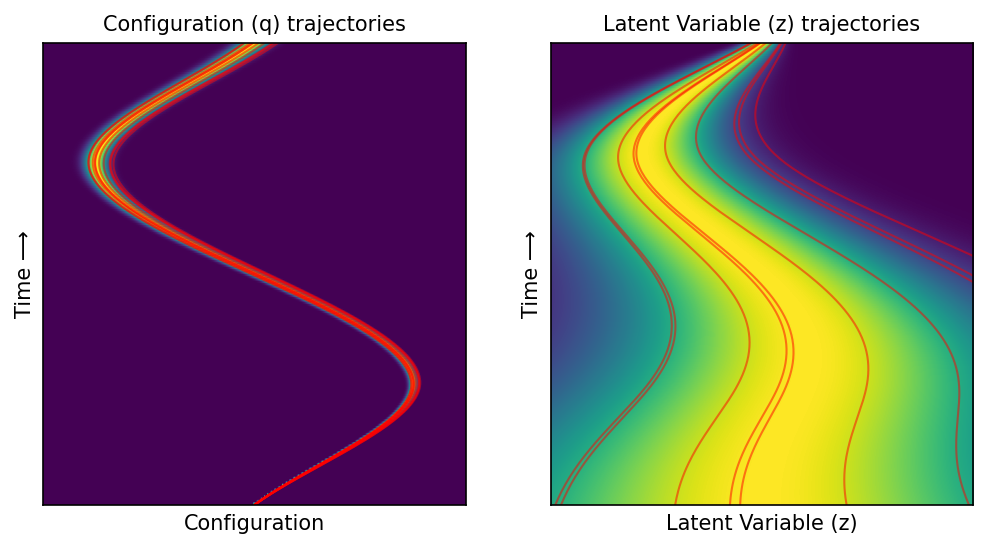 Configuration (q) trajectories
Latent Variable (z) trajectories
Time ⟶
Time ⟶
Configuration
Latent Variable (z)